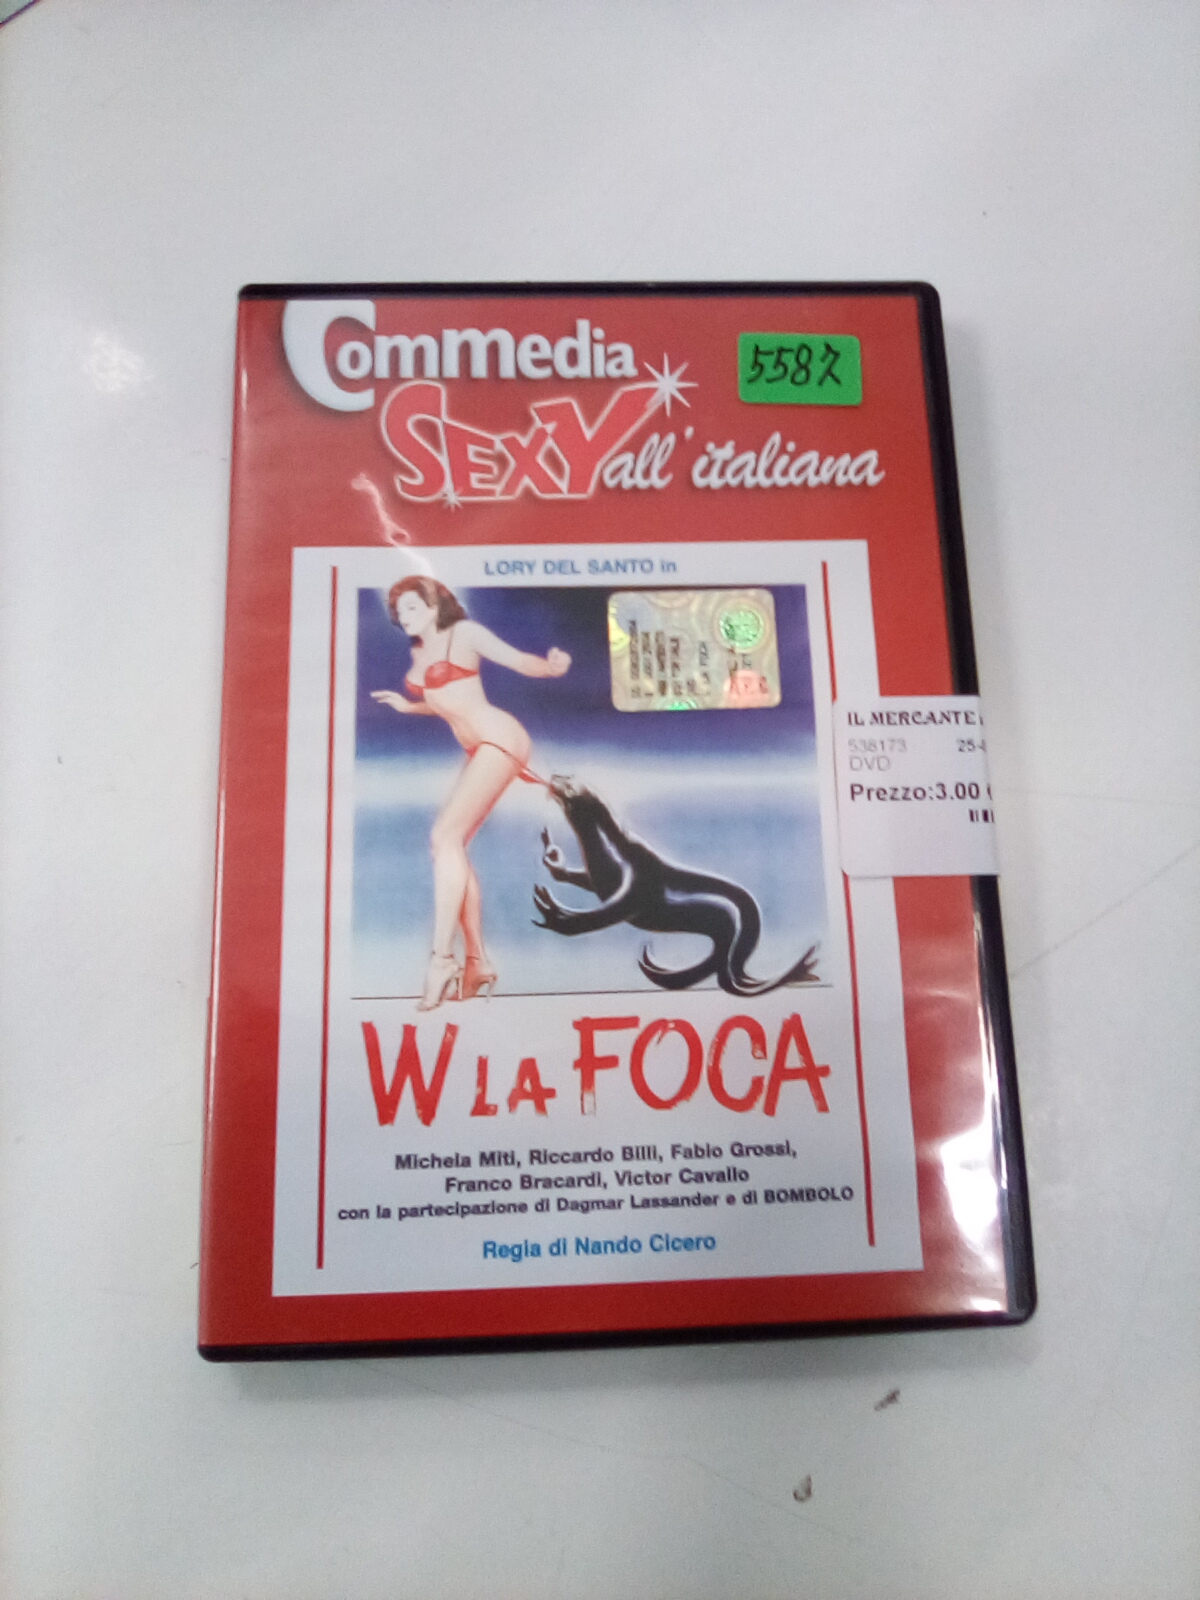 Commedia
SEXY all'italiana
5587
LORY DEL SANTO in
IL MERCANTE
538173 25-
DVD
Prezzo:3.00
W LA FOCA
Michela Miti, Riccardo Billi, Fabio Grossi,
Franco Bracardi, Victor Cavallo
con la partecipazione di Dagmar Lassander e di BOMBOLO
Regia di Nando Cicero